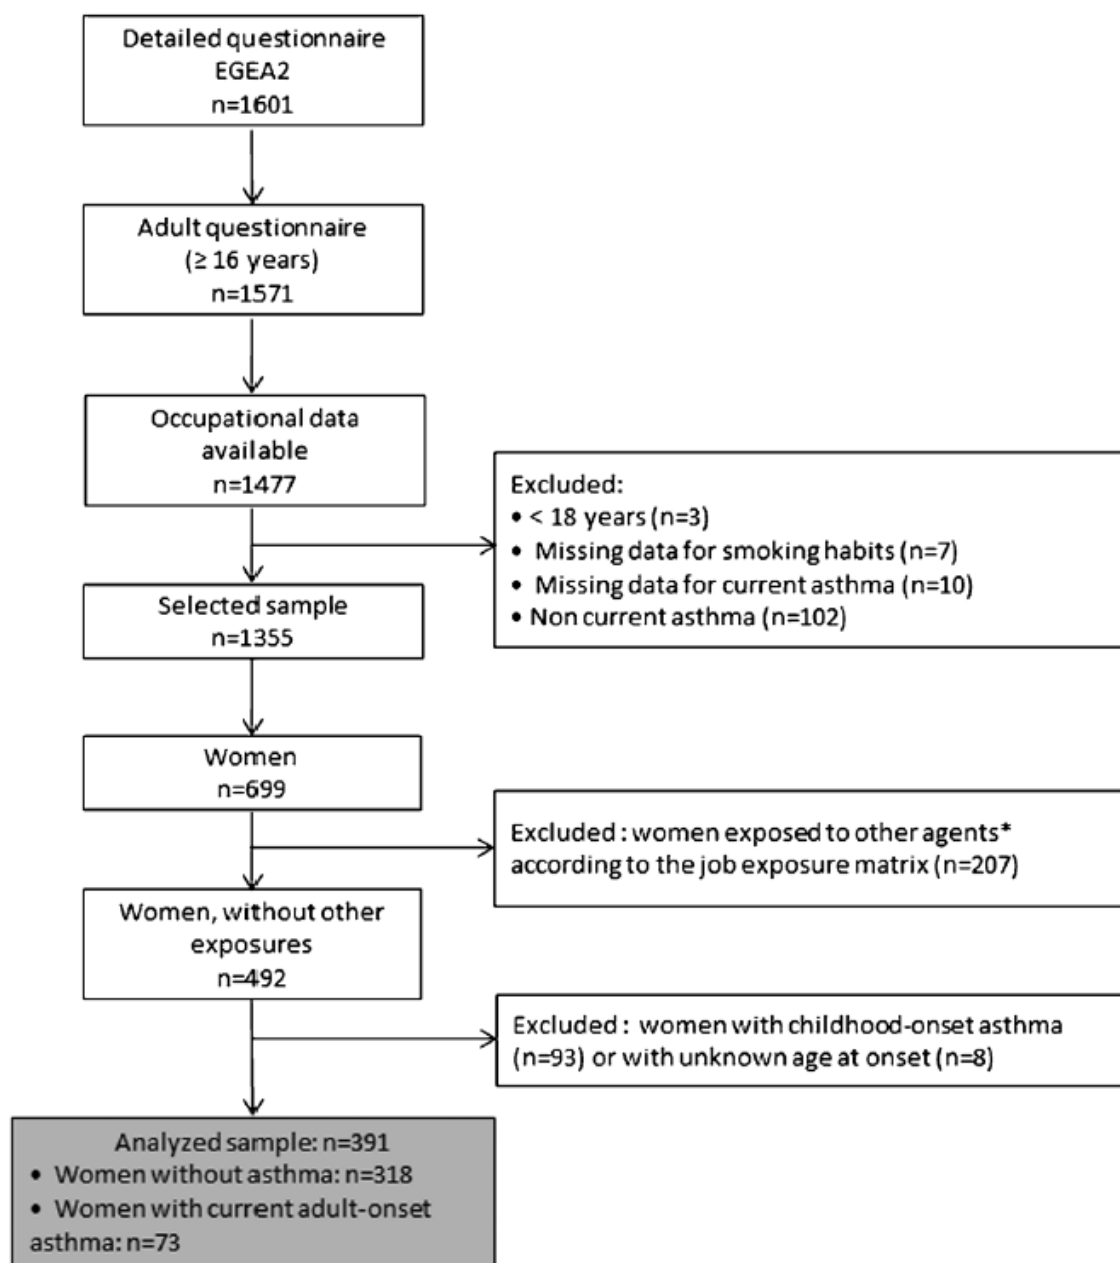 Detailed questionnaire
EGEA2
n=1601
Adult questionnaire
(≥ 16 years)
n=1571
Occupational data
available
n=1477
Excluded:
• < 18 years (n=3)
• Missing data for smoking habits (n=7)
• Missing data for current asthma (n=10)
• Non current asthma (n=102)
Selected sample
n=1355
Women
n=699
Excluded : women exposed to other agents*
according to the job exposure matrix (n=207)
Women, without other
exposures
n=492
Excluded : women with childhood-onset asthma
(n=93) or with unknown age at onset (n=8)
Analyzed sample: n=391
• Women without asthma: n=318
• Women with current adult-onset
asthma: n=73